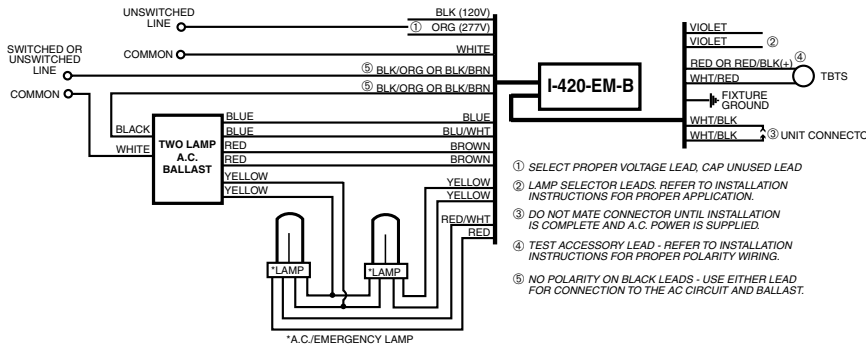 UNSWITCHED
LINE
BLK (120V)
① ORG (277V)
COMMON
WHITE
SWITCHED OR
UNSWITCHED
LINE
⑤ BLK/ORG OR BLK/BRN
COMMON
⑤ BLK/ORG OR BLK/BRN
BLACK
WHITE
TWO LAMP
A.C.
BALLAST
BLUE
BLUE
RED
RED
YELLOW
YELLOW
BLUE
BLU/WHT
BROWN
BROWN
YELLOW
YELLOW
RED/WHT
RED
*LAMP
*LAMP
*A.C./EMERGENCY LAMP
I-420-EM-B
VIOLET
VIOLET
②
RED OR RED/BLK(+) ④
WHT/RED
TBTS
FIXTURE
GROUND
WHT/BLK
WHT/BLK
③ UNIT CONNECTO
① SELECT PROPER VOLTAGE LEAD, CAP UNUSED LEAD
② LAMP SELECTOR LEADS. REFER TO INSTALLATION
INSTRUCTIONS FOR PROPER APPLICATION.
③ DO NOT MATE CONNECTOR UNTIL INSTALLATION
IS COMPLETE AND A.C. POWER IS SUPPLIED.
④ TEST ACCESSORY LEAD - REFER TO INSTALLATION
INSTRUCTIONS FOR PROPER POLARITY WIRING.
⑤ NO POLARITY ON BLACK LEADS - USE EITHER LEAD
FOR CONNECTION TO THE AC CIRCUIT AND BALLAST.